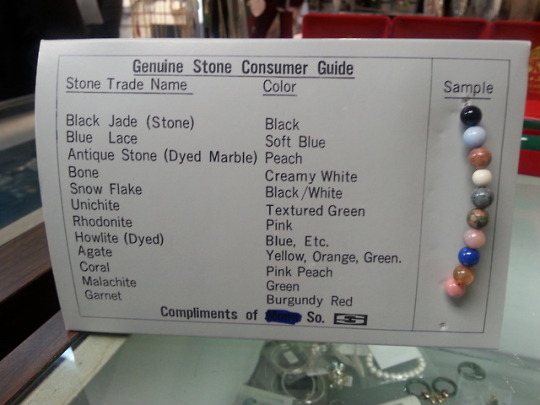 Genuine Stone Consumer Guide
Stone Trade Name Color Sample
Black Jade (Stone) Black
Blue Lace Soft Blue
Antique Stone (Dyed Marble) Peach
Bone Creamy White
Snow Flake Black/White
Unichite Textured Green
Rhodonite Pink
Howlite (Dyed) Blue, Etc.
Agate Yellow, Orange, Green.
Coral Pink Peach
Malachite Green
Garnet Burgundy Red
Compliments of So.